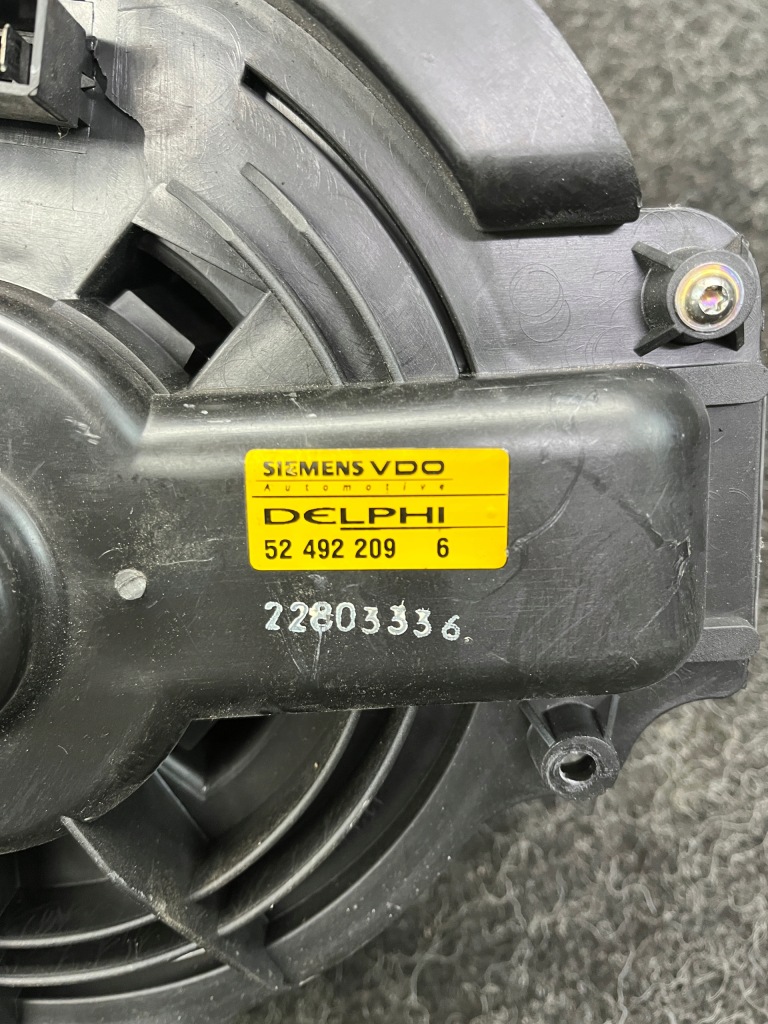 SIEMENS VDO
Automotive
DELPHI
52 492 209 6
22803336